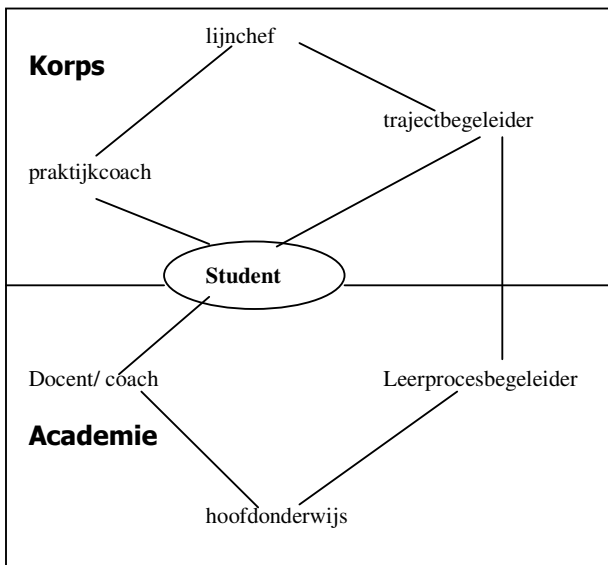 lijnchef
Korps
trajectbegeleider
praktijkcoach
Student
Docent/ coach
Leerprocesbegeleider
Academie
hoofdonderwijs